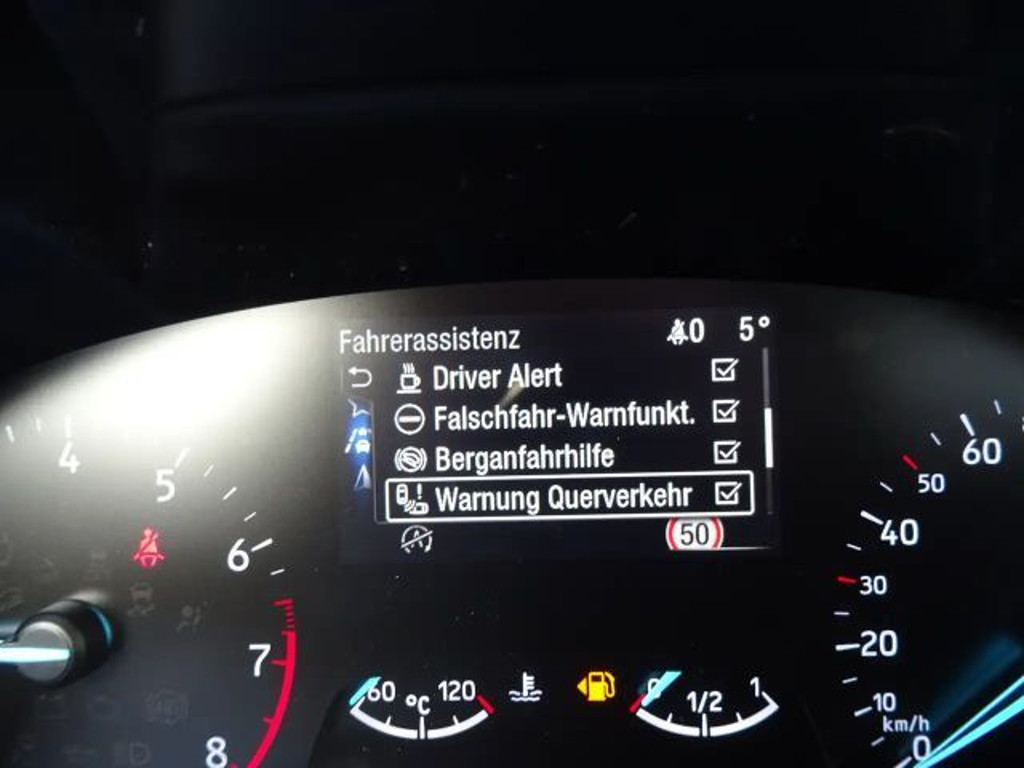 Fahrerassistenz 0 5°
Driver Alert
Falschfahr-Warnfunkt.
Berganfahrhilfe
Warnung Querverkehr
A 50
4
5
6
7
8
60 °C 120
0 1/2 1
60
50
40
30
20
10
km/h
0